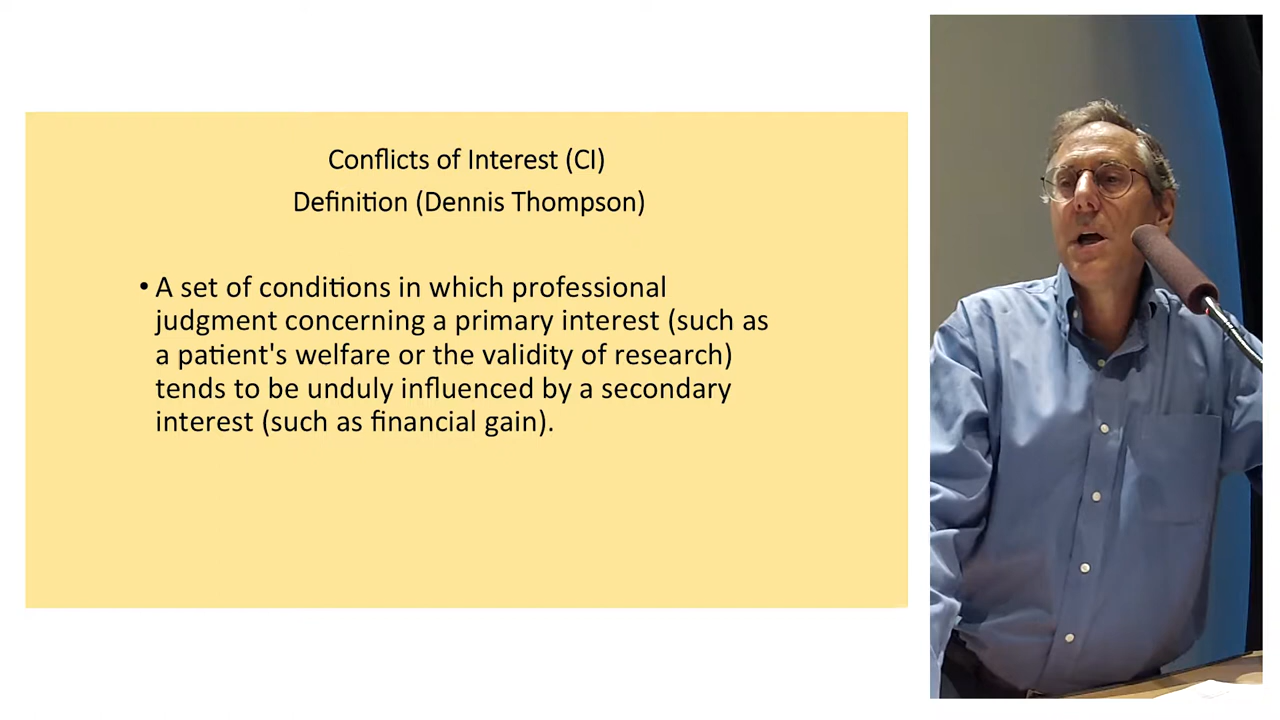 Conflicts of Interest (CI)
Definition (Dennis Thompson)
• A set of conditions in which professional
judgment concerning a primary interest (such as
a patient's welfare or the validity of research)
tends to be unduly influenced by a secondary
interest (such as financial gain).